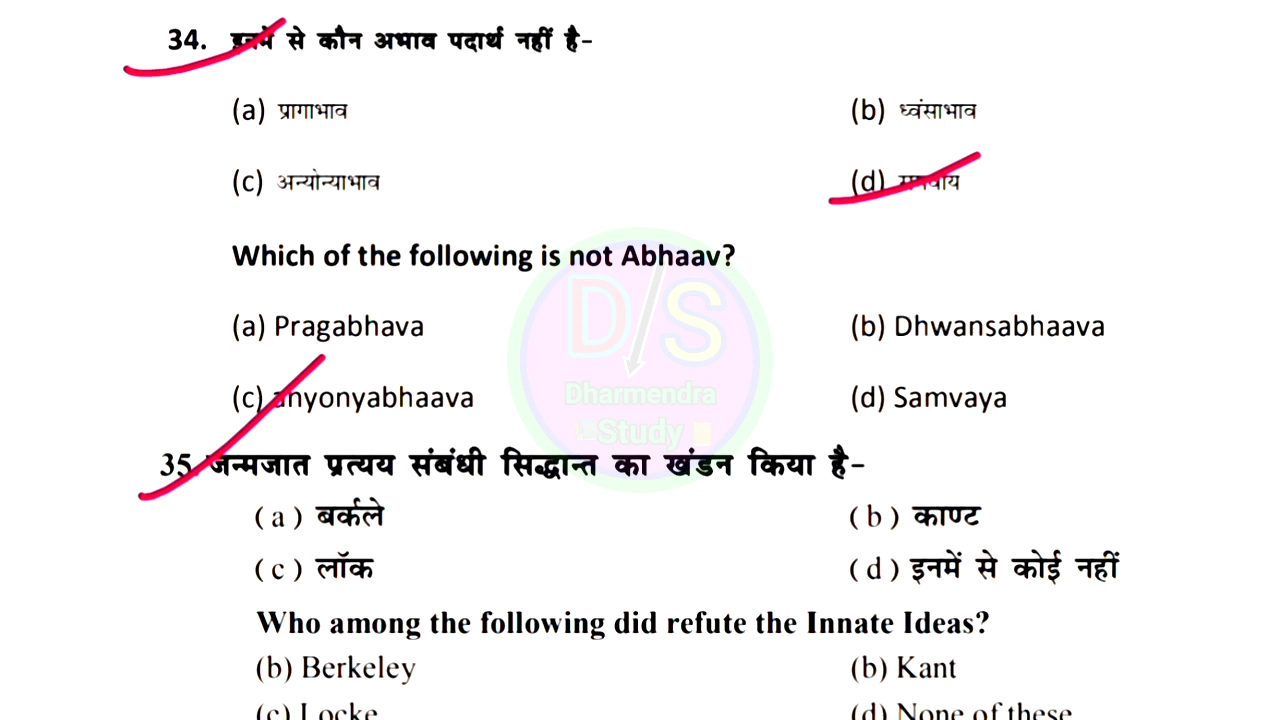 34. इनमें से कौन अभाव पदार्थ नहीं है-
(a) प्रागाभाव (b) ध्वंसाभाव
(c) अन्योन्याभाव (d) समवाय
Which of the following is not Abhaav?
(a) Pragabhava (b) Dhwansabhaava
(c) anyonyabhaava (d) Samvaya
D S
Dharmendra
Study
35. जन्मजात प्रत्यय संबंधी सिद्धान्त का खंडन किया है-
(a) बर्कले (b) काण्ट
(c) लॉक (d) इनमें से कोई नहीं
Who among the following did refute the Innate Ideas?
(b) Berkeley (b) Kant
(c) Locke (d) None of these